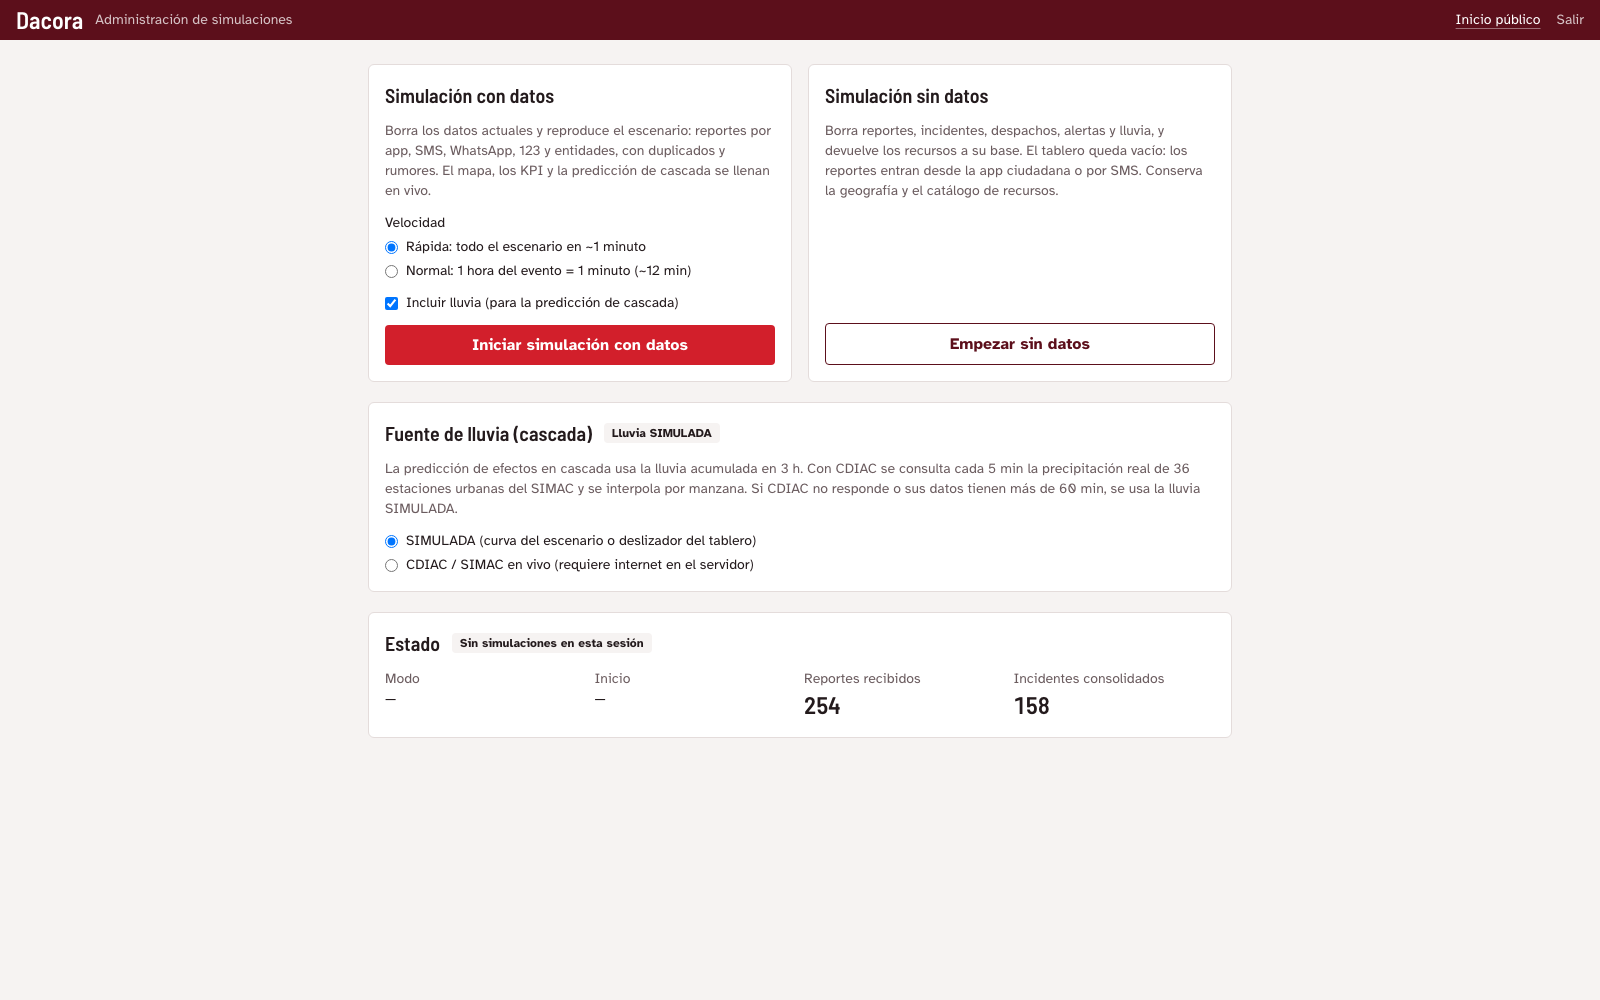 Dacora
Administración de simulaciones
Inicio público
Salir
Simulación con datos
Borra los datos actuales y reproduce el escenario: reportes por
app, SMS, WhatsApp, 123 y entidades, con duplicados y
rumores. El mapa, los KPI y la predicción de cascada se llenan
en vivo.
Velocidad
Rápida: todo el escenario en ~1 minuto
Normal: 1 hora del evento = 1 minuto (~12 min)
Incluir lluvia (para la predicción de cascada)
Iniciar simulación con datos
Simulación sin datos
Borra reportes, incidentes, despachos, alertas y lluvia, y
devuelve los recursos a su base. El tablero queda vacío: los
reportes entran desde la app ciudadana o por SMS. Conserva
la geografía y el catálogo de recursos.
Empezar sin datos
Fuente de lluvia (cascada)
Lluvia SIMULADA
La predicción de efectos en cascada usa la lluvia acumulada en 3 h. Con CDIAC se consulta cada 5 min la precipitación real de 36
estaciones urbanas del SIMAC y se interpola por manzana. Si CDIAC no responde o sus datos tienen más de 60 min, se usa la lluvia
SIMULADA.
SIMULADA (curva del escenario o deslizador del tablero)
CDIAC / SIMAC en vivo (requiere internet en el servidor)
Estado
Sin simulaciones en esta sesión
Modo
—
Inicio
—
Reportes recibidos
254
Incidentes consolidados
158